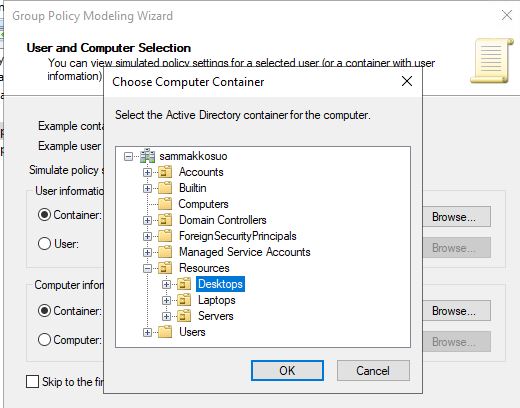 Group Policy Modeling Wizard
User and Computer Selection
You can view simulated policy settings for a selected user (or a container with user
information)
Choose Computer Container
Select the Active Directory container for the computer.
Example conta
Example user
Simulate policy s
User informatio
Container:
User:
Browse...
Browse...
Computer infor
Container:
Computer:
Browse...
Browse...
Skip to the fin
sammakkosuo
Accounts
Builtin
Computers
Domain Controllers
ForeignSecurityPrincipals
Managed Service Accounts
Resources
Desktops
Laptops
Servers
Users
OK
Cancel